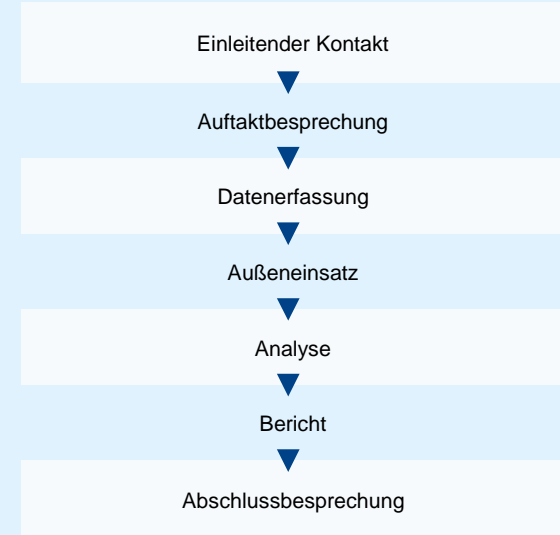 Einleitender Kontakt
Auftaktbesprechung
Datenerfassung
Außeneinsatz
Analyse
Bericht
Abschlussbesprechung